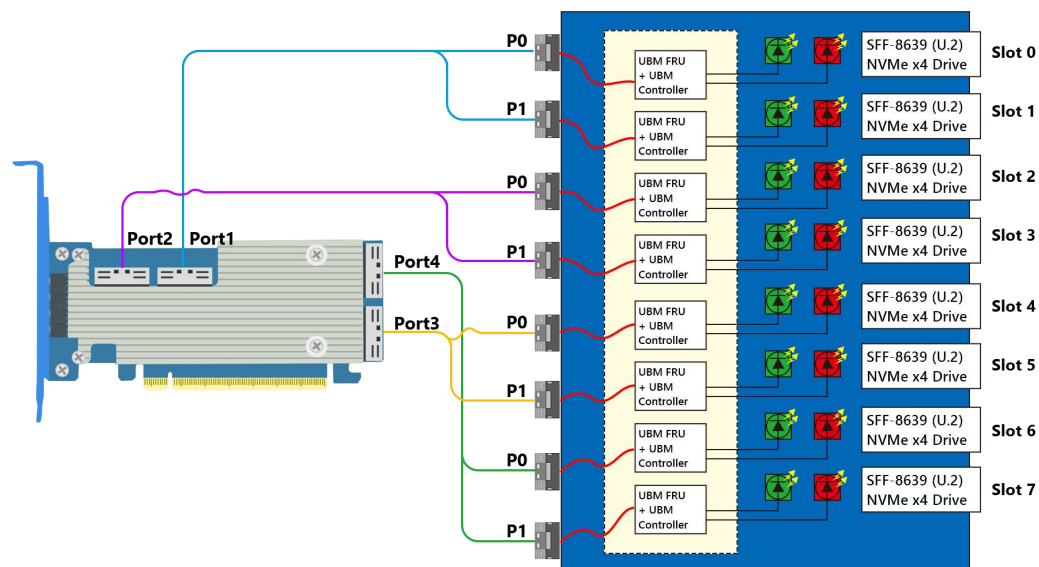 P0
UBM FRU
+ UBM
Controller
SFF-8639 (U.2)
NVMe x4 Drive
Slot 0
P1
UBM FRU
+ UBM
Controller
SFF-8639 (U.2)
NVMe x4 Drive
Slot 1
P0
UBM FRU
+ UBM
Controller
SFF-8639 (U.2)
NVMe x4 Drive
Slot 2
Port2
Port1
P1
UBM FRU
+ UBM
Controller
SFF-8639 (U.2)
NVMe x4 Drive
Slot 3
Port4
Port3
P0
UBM FRU
+ UBM
Controller
SFF-8639 (U.2)
NVMe x4 Drive
Slot 4
P1
UBM FRU
+ UBM
Controller
SFF-8639 (U.2)
NVMe x4 Drive
Slot 5
P0
UBM FRU
+ UBM
Controller
SFF-8639 (U.2)
NVMe x4 Drive
Slot 6
P1
UBM FRU
+ UBM
Controller
SFF-8639 (U.2)
NVMe x4 Drive
Slot 7